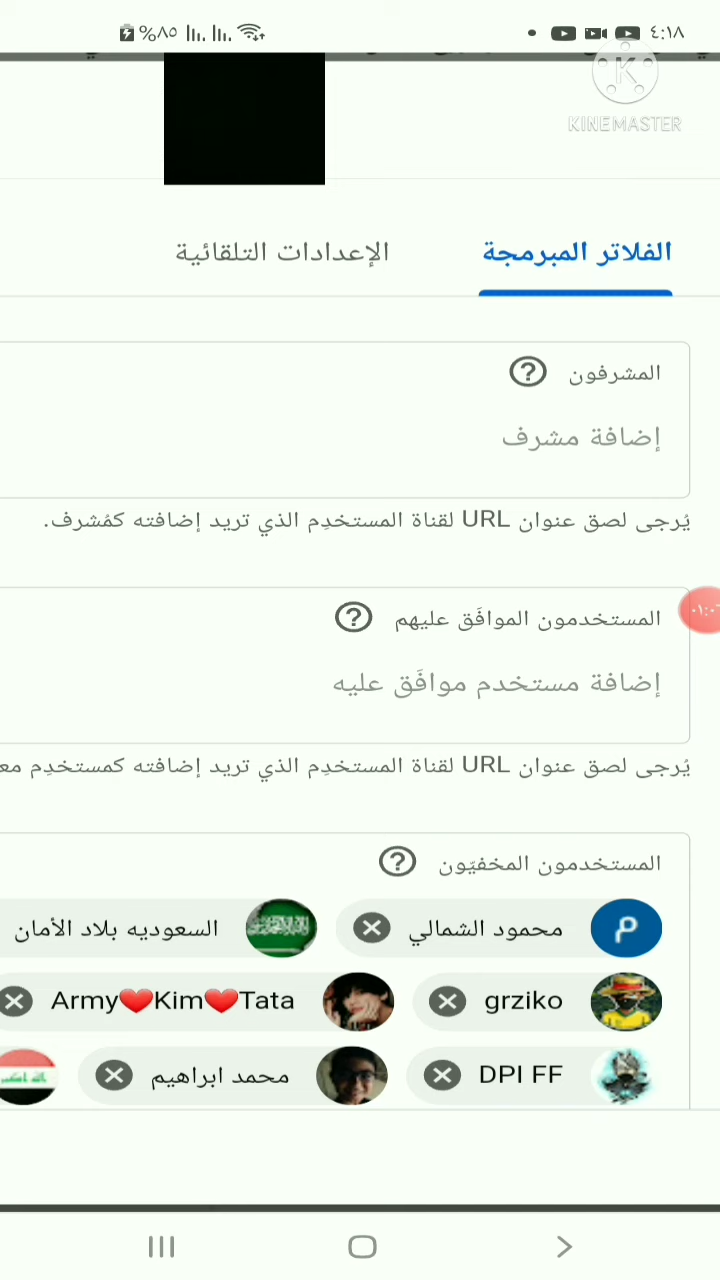 ٤:١٨ %٨٥
KINEMASTER
الفلاتر المبرمجة الإعدادات التلقائية
المشرفون
إضافة مشرف
يُرجى لصق عنوان URL لقناة المستخدِم الذي تريد إضافته كمُشرف.
المستخدمون الموافَق عليهم
إضافة مستخدم موافَق عليه
يُرجى لصق عنوان URL لقناة المستخدِم الذي تريد إضافته كمستخدِم
المستخدمون المخفيّون
م محمود الشمالي السعوديه بلاد الأمان
grziko Army❤️Kim❤️Tata
DPI FF محمد ابراهيم